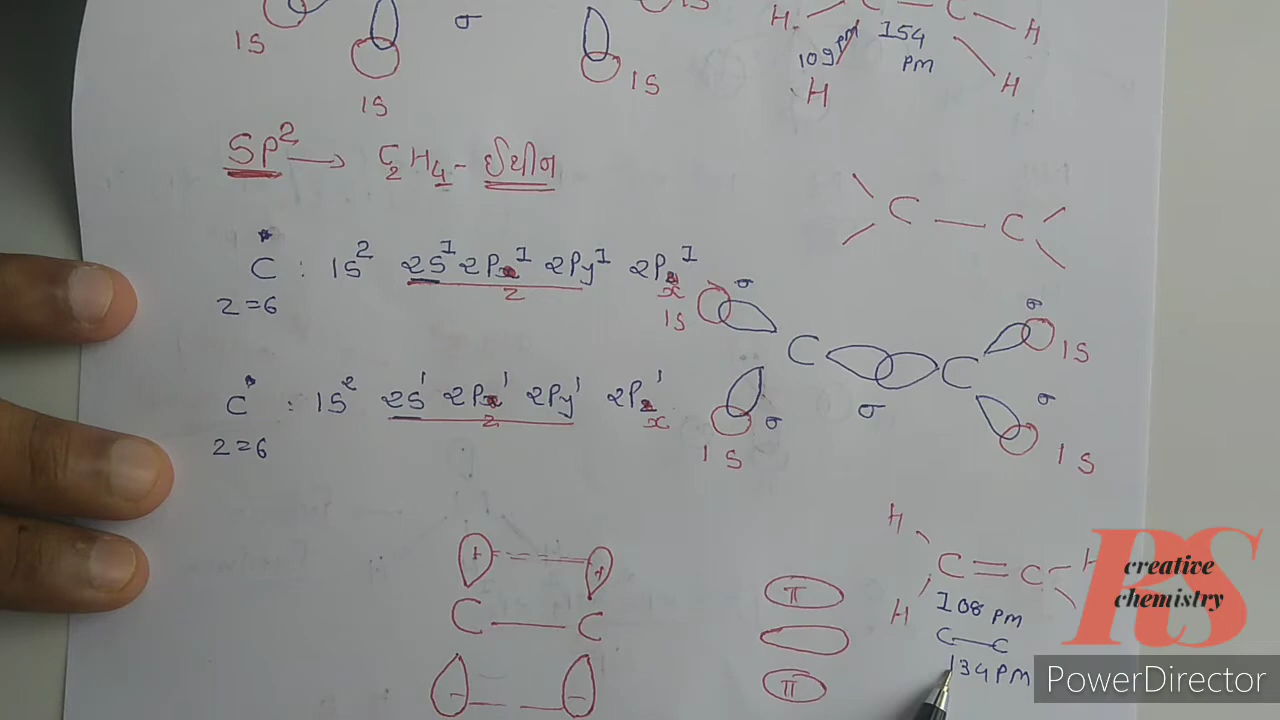 1S
σ
1S
1S
1S
H
C — C
H
109 pm
154 pm
H
H
SP² → C₂H₄ - ઈથીન
C — C
C* : 1S² 2S¹ 2Pz¹ 2Py¹ 2Px¹
Z=6
1S
σ
C
C
σ
1S
C* : 1S² 2S¹ 2Pz¹ 2Py¹ 2Px¹
Z=6
1S
σ
σ
σ
1S
+ +
C — C
- -
π
π
H
C = C - H
H
108 pm
C — C
134 PM
RS
creative
chemistry
PowerDirector